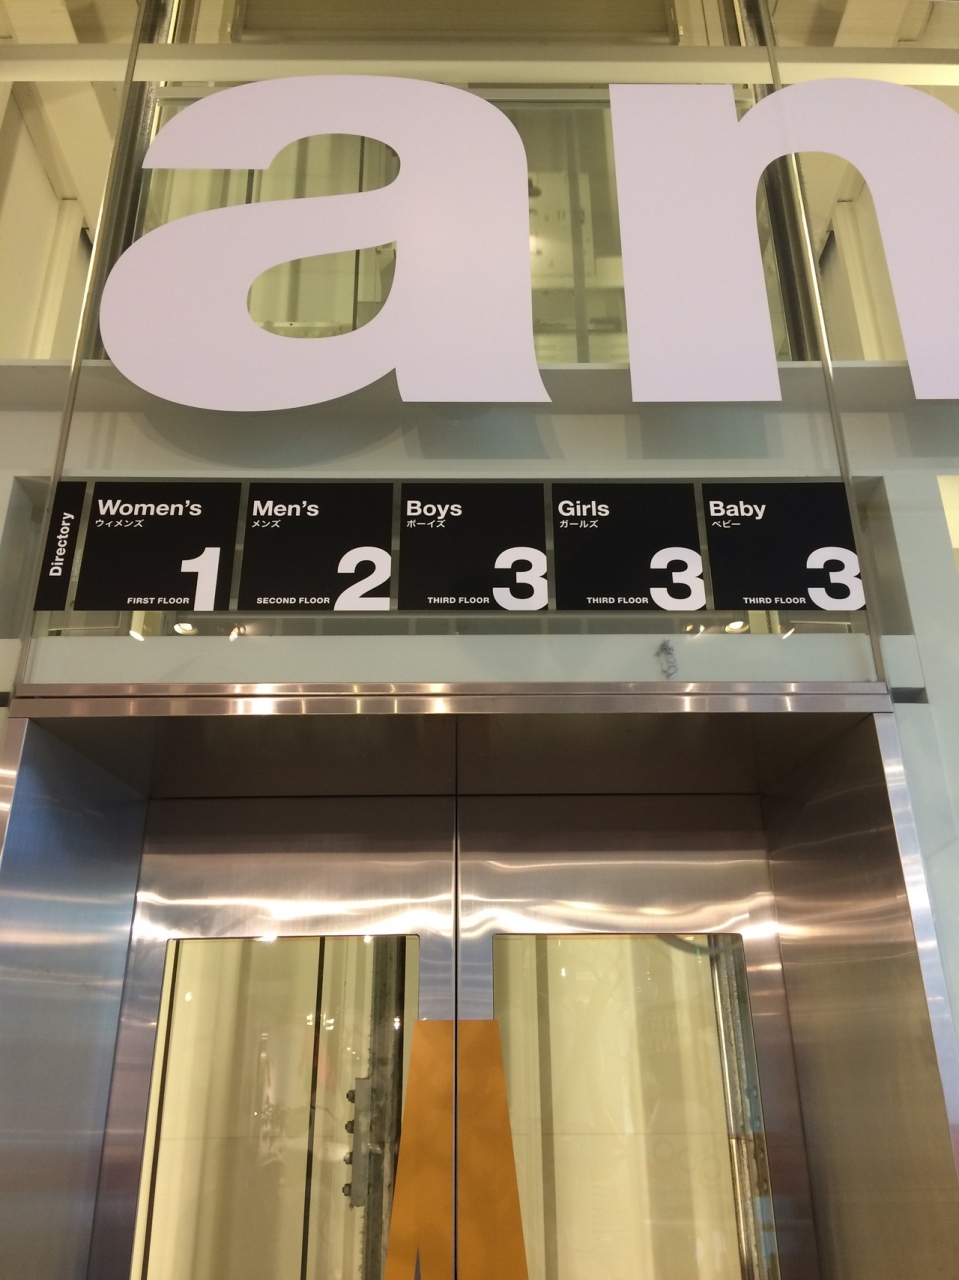 an
Directory
Women's
ウィメンズ
FIRST FLOOR 1
Men's
メンズ
SECOND FLOOR 2
Boys
ボーイズ
THIRD FLOOR 3
Girls
ガールズ
THIRD FLOOR 3
Baby
ベビー
THIRD FLOOR 3
A